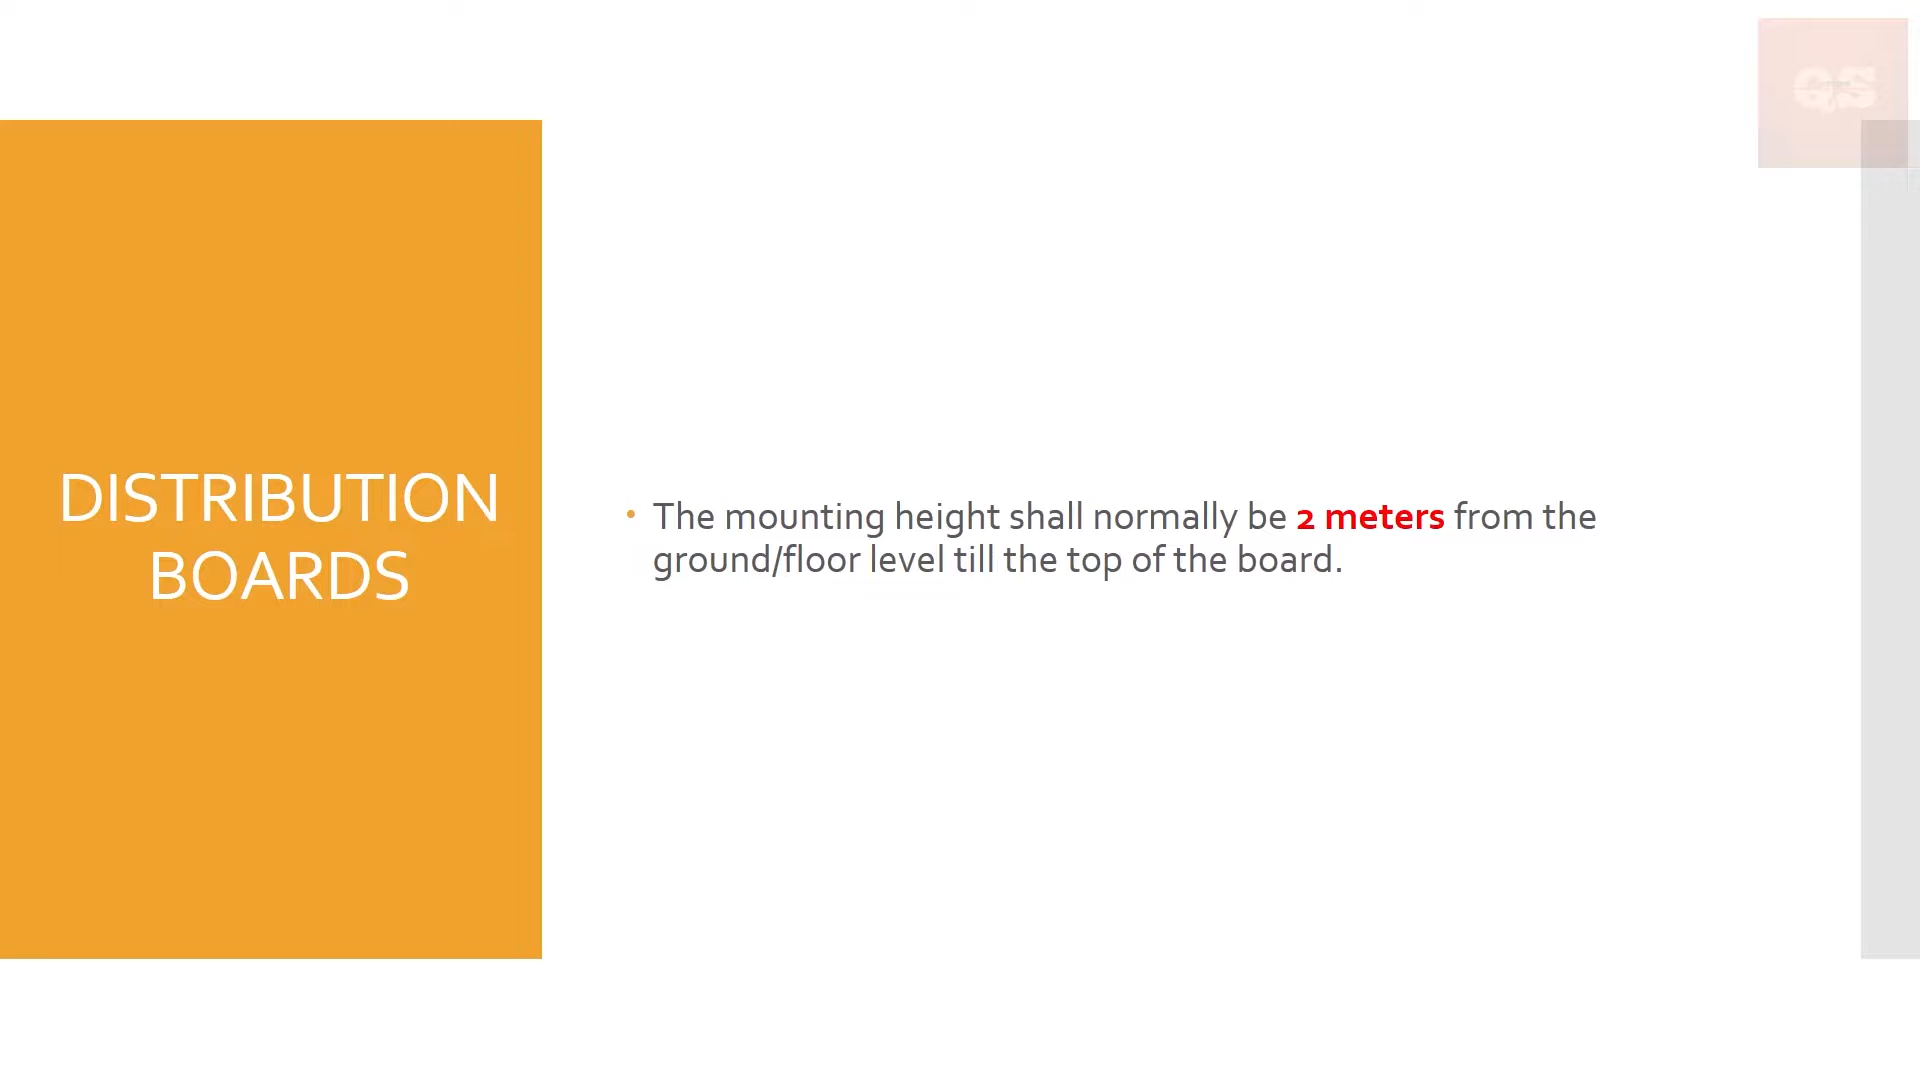 DISTRIBUTION
BOARDS
• The mounting height shall normally be 2 meters from the
ground/floor level till the top of the board.
QS